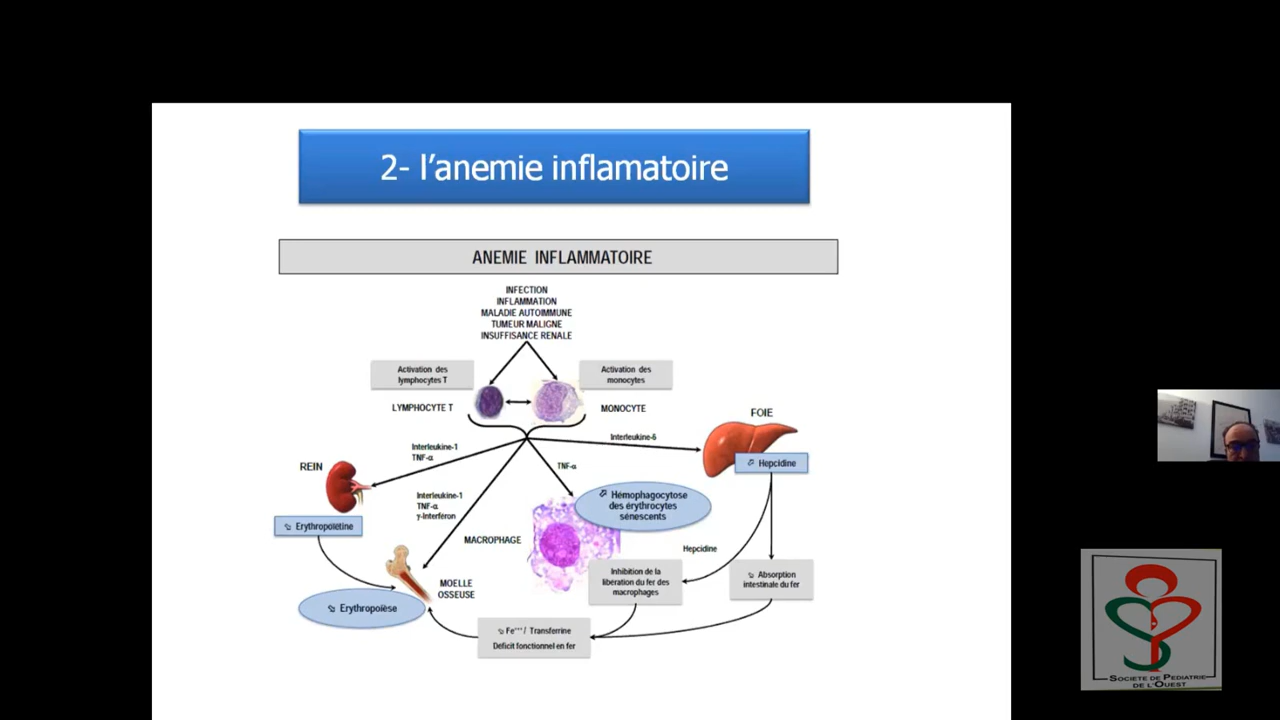 2- l'anemie inflamatoire
ANEMIE INFLAMMATOIRE
INFECTION
INFLAMMATION
MALADIE AUTOIMMUNE
TUMEUR MALIGNE
INSUFFISANCE RENALE
Activation des
lymphocytes T
Activation des
monocytes
LYMPHOCYTE T
MONOCYTE
FOIE
Interleukine-6
Interleukine-1
TNF-α
REIN
TNF-α
⇗ Hepcidine
Interleukine-1
TNF-α
γ-Interféron
⇗ Hémophagocytose
des érythrocytes
sénescents
⇘ Erythropoïétine
MACROPHAGE
Hepcidine
Inhibition de la
libération du fer des
macrophages
⇘ Absorption
intestinale du fer
MOELLE
OSSEUSE
⇘ Erythropoïèse
⇘ Fe+++/ Transferrine
Déficit fonctionnel en fer
SOCIETE DE PEDIATRIE
DE L'OUEST